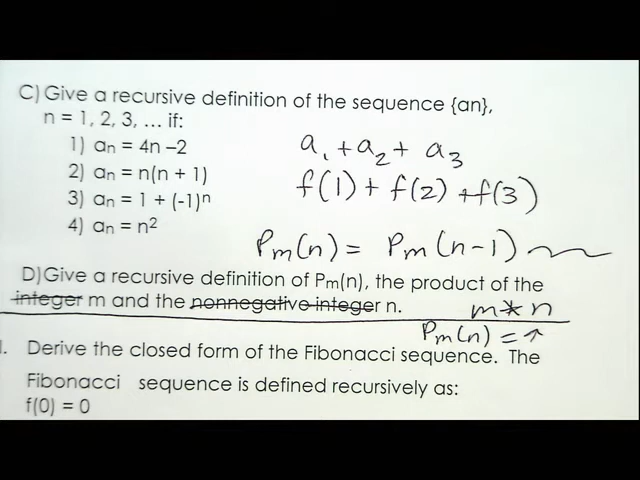 C) Give a recursive definition of the sequence {an},
n = 1, 2, 3, … if:
1) an = 4n –2
a₁ + a₂ + a₃
2) an = n(n + 1)
f(1) + f(2) + f(3)
3) an = 1 + (-1)ⁿ
4) an = n²
Pm(n) = Pm(n-1)
D) Give a recursive definition of Pm(n), the product of the
integer m and the nonnegative integer n.
m * n
Pm(n) = ↑
I. Derive the closed form of the Fibonacci sequence. The
Fibonacci sequence is defined recursively as:
f(0) = 0